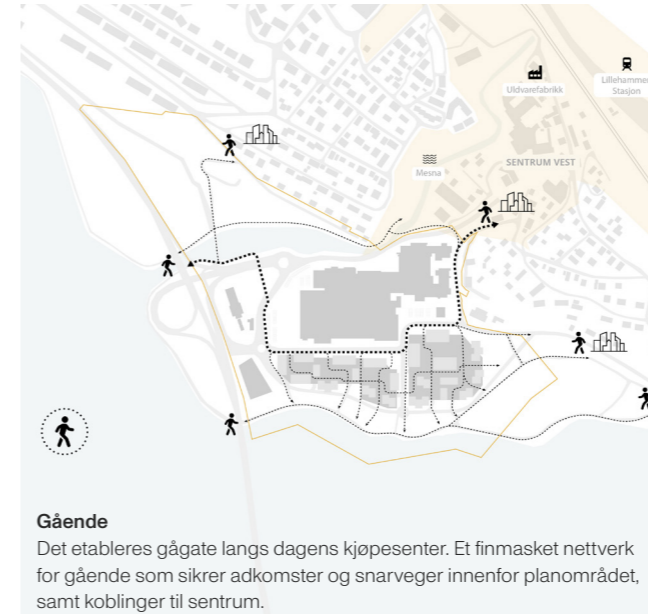 Uldvarefabrikk
Lillehammer
Stasjon
SENTRUM VEST
Mesna
Gående
Det etableres gågate langs dagens kjøpesenter. Et finmasket nettverk
for gående som sikrer adkomster og snarveger innenfor planområdet,
samt koblinger til sentrum.